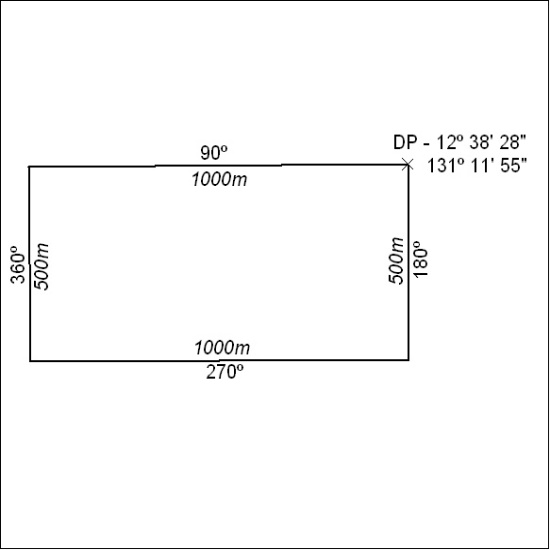 DP - 12º 38' 28"
90º
131º 11' 55"
1000m
360º
500m
500m
180º
1000m
270º